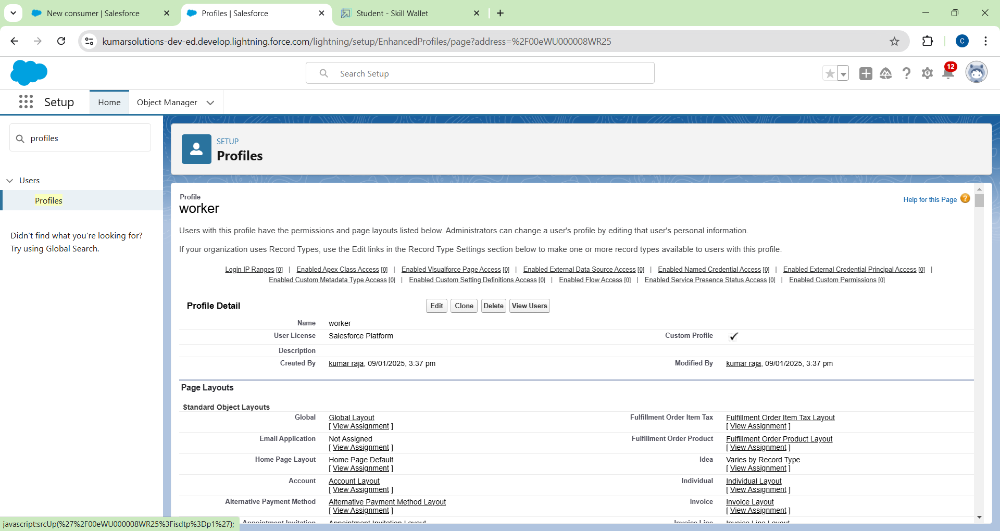 New consumer | Salesforce
Profiles | Salesforce
Student - Skill Wallet
kumarsolutions-dev-ed.develop.lightning.force.com/lightning/setup/EnhancedProfiles/page?address=%2F00eWU000008WR25
C
Search Setup
12
Setup
Home
Object Manager
profiles
Users
Profiles
Didn't find what you're looking for?
Try using Global Search.
SETUP
Profiles
Profile
worker
Help for this Page ?
Users with this profile have the permissions and page layouts listed below. Administrators can change a user's profile by editing that user's personal information.
If your organization uses Record Types, use the Edit links in the Record Type Settings section below to make one or more record types available to users with this profile.
Login IP Ranges [0] | Enabled Apex Class Access [0] | Enabled Visualforce Page Access [0] | Enabled External Data Source Access [0] | Enabled Named Credential Access [0] | Enabled External Credential Principal Access [0] |
Enabled Custom Metadata Type Access [0] | Enabled Custom Setting Definitions Access [0] | Enabled Flow Access [0] | Enabled Service Presence Status Access [0] | Enabled Custom Permissions [0]
Profile Detail
Edit Clone Delete View Users
Name worker
User License Salesforce Platform Custom Profile
Description
Created By kumar raja, 09/01/2025, 3:37 pm Modified By kumar raja, 09/01/2025, 3:37 pm
Page Layouts
Standard Object Layouts
Global Global Layout Fulfillment Order Item Tax Fulfillment Order Item Tax Layout
[ View Assignment ] [ View Assignment ]
Email Application Not Assigned Fulfillment Order Product Fulfillment Order Product Layout
[ View Assignment ] [ View Assignment ]
Home Page Layout Home Page Default Idea Varies by Record Type
[ View Assignment ] [ View Assignment ]
Account Account Layout Individual Individual Layout
[ View Assignment ] [ View Assignment ]
Alternative Payment Method Alternative Payment Method Layout Invoice Invoice Layout
[ View Assignment ] [ View Assignment ]
Appointment Invitation Appointment Invitation Layout Invoice Line Invoice Line Layout
javascript:srcUp(%27%2F00eWU000008WR25%3Fisdtp%3Dp1%27);